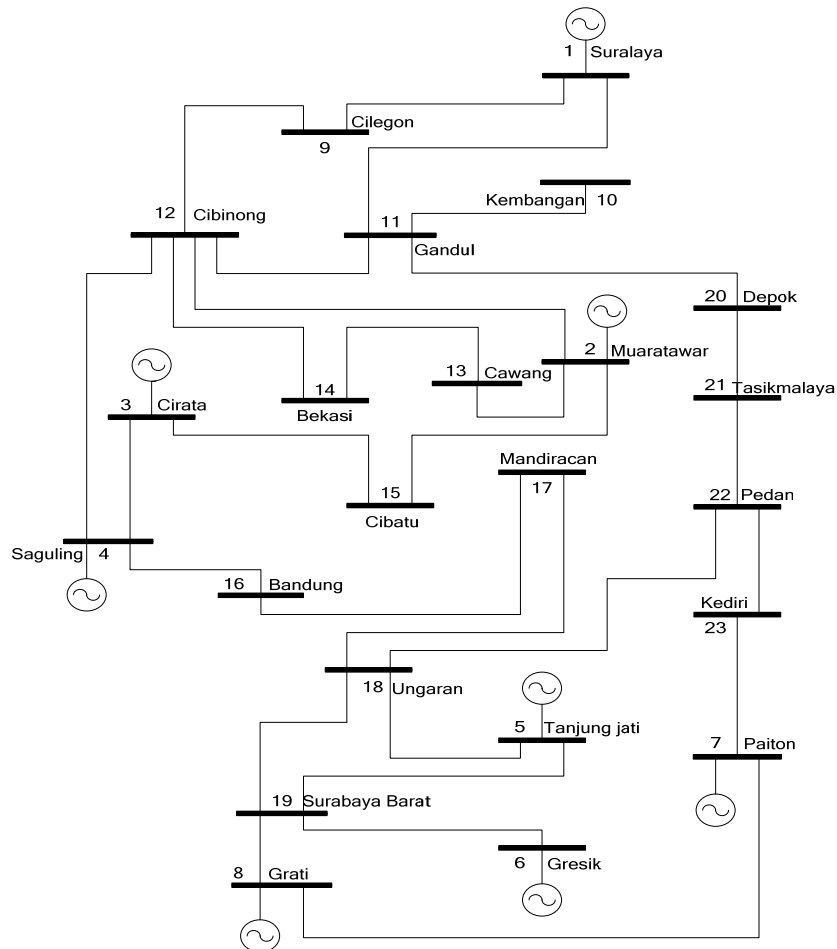 1 Suralaya
Cilegon
9
Kembangan 10
12 Cibinong
11
Gandul
20 Depok
2 Muaratawar
13 Cawang
14
Bekasi
3 Cirata
21 Tasikmalaya
Mandiracan
17
15
Cibatu
22 Pedan
Saguling 4
16 Bandung
Kediri
23
18 Ungaran
5 Tanjung jati
7 Paiton
19 Surabaya Barat
6 Gresik
8 Grati